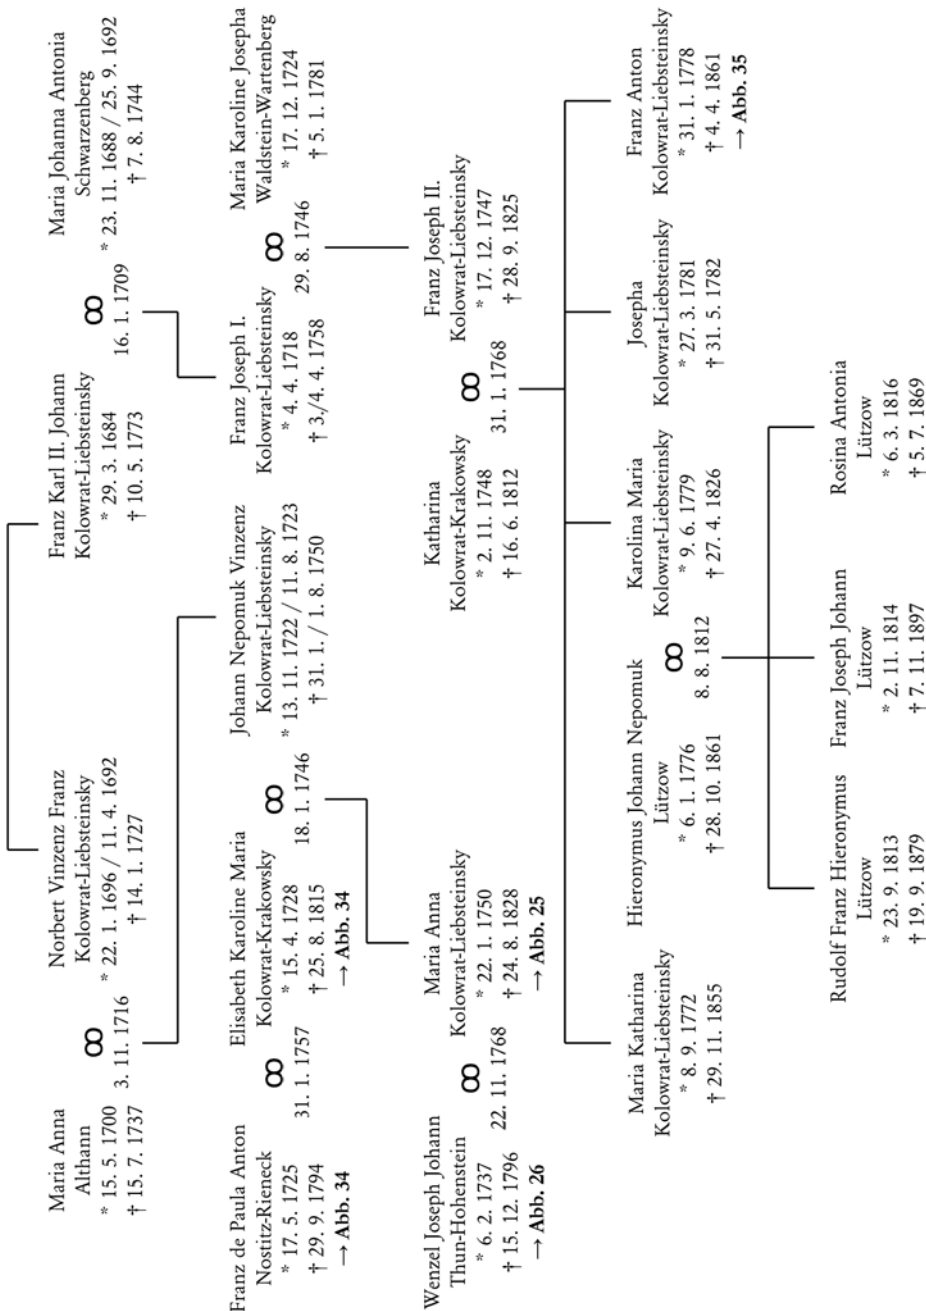 Maria Anna
Althann
* 15. 5. 1700
† 15. 7. 1737
∞
3. 11. 1716
Norbert Vinzenz Franz
Kolowrat-Liebsteinsky
* 22. 1. 1696 / 11. 4. 1692
† 14. 1. 1727
Franz Karl II. Johann
Kolowrat-Liebsteinsky
* 29. 3. 1684
† 10. 5. 1773
∞
16. 1. 1709
Maria Johanna Antonia
Schwarzenberg
* 23. 11. 1688 / 25. 9. 1692
† 7. 8. 1744
Franz de Paula Anton
Nostitz-Rieneck
* 17. 5. 1725
† 29. 9. 1794
→ Abb. 34
∞
31. 1. 1757
Elisabeth Karoline Maria
Kolowrat-Krakowsky
* 15. 4. 1728
† 25. 8. 1815
→ Abb. 34
∞
18. 1. 1746
Johann Nepomuk Vinzenz
Kolowrat-Liebsteinsky
* 13. 11. 1722 / 11. 8. 1723
† 31. 1. / 1. 8. 1750
Franz Joseph I.
Kolowrat-Liebsteinsky
* 4. 4. 1718
† 3./4. 4. 1758
∞
29. 8. 1746
Maria Karoline Josepha
Waldstein-Wartenberg
* 17. 12. 1724
† 5. 1. 1781
Wenzel Joseph Johann
Thun-Hohenstein
* 6. 2. 1737
† 15. 12. 1796
→ Abb. 26
∞
22. 11. 1768
Maria Anna
Kolowrat-Liebsteinsky
* 22. 1. 1750
† 24. 8. 1828
→ Abb. 25
Katharina
Kolowrat-Krakowsky
* 2. 11. 1748
† 16. 6. 1812
∞
31. 1. 1768
Franz Joseph II.
Kolowrat-Liebsteinsky
* 17. 12. 1747
† 28. 9. 1825
Maria Katharina
Kolowrat-Liebsteinsky
* 8. 9. 1772
† 29. 11. 1855
Hieronymus Johann Nepomuk
Lützow
* 6. 1. 1776
† 28. 10. 1861
∞
8. 8. 1812
Karolina Maria
Kolowrat-Liebsteinsky
* 9. 6. 1779
† 27. 4. 1826
Josepha
Kolowrat-Liebsteinsky
* 27. 3. 1781
† 31. 5. 1782
Franz Anton
Kolowrat-Liebsteinsky
* 31. 1. 1778
† 4. 4. 1861
→ Abb. 35
Rudolf Franz Hieronymus
Lützow
* 23. 9. 1813
† 19. 9. 1879
Franz Joseph Johann
Lützow
* 2. 11. 1814
† 7. 11. 1897
Rosina Antonia
Lützow
* 6. 3. 1816
† 5. 7. 1869